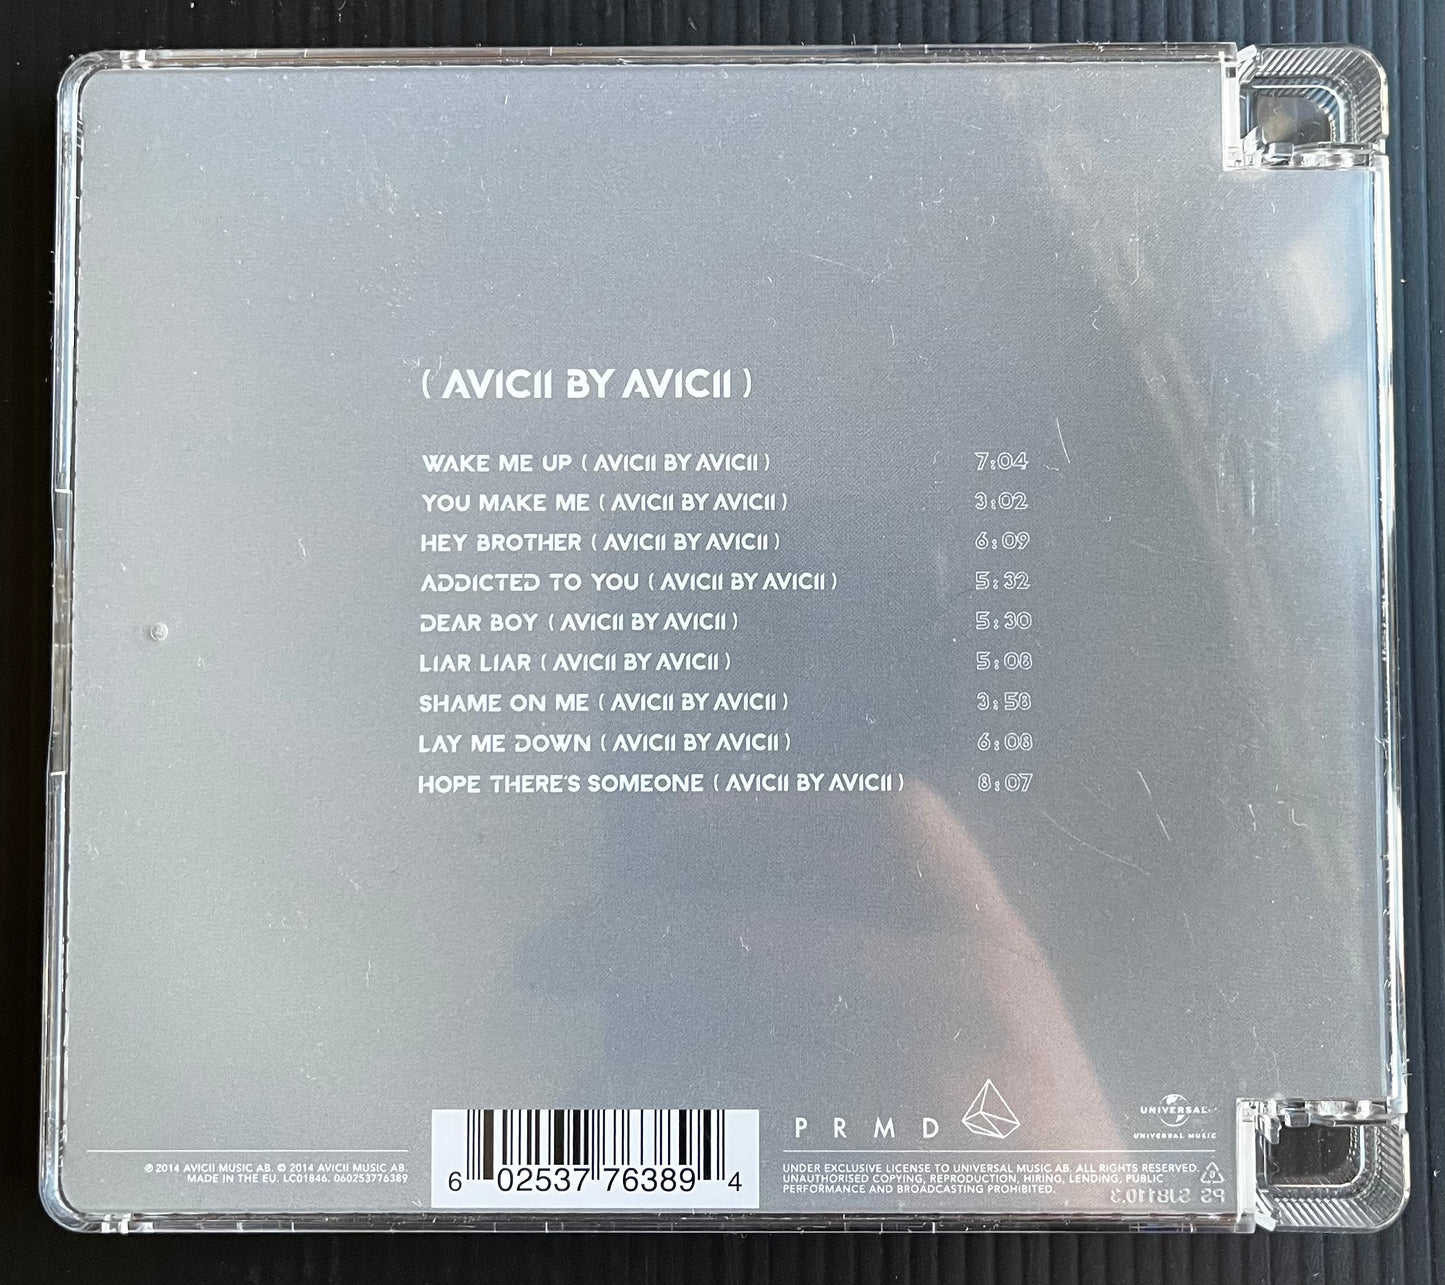 ( AVICII BY AVICII )
WAKE ME UP ( AVICII BY AVICII ) 7:04
YOU MAKE ME ( AVICII BY AVICII ) 3:02
HEY BROTHER ( AVICII BY AVICII ) 6:09
ADDICTED TO YOU ( AVICII BY AVICII ) 5:32
DEAR BOY ( AVICII BY AVICII ) 5:30
LIAR LIAR ( AVICII BY AVICII ) 5:08
SHAME ON ME ( AVICII BY AVICII ) 3:58
LAY ME DOWN ( AVICII BY AVICII ) 6:08
HOPE THERE'S SOMEONE ( AVICII BY AVICII ) 8:07
℗ 2014 AVICII MUSIC AB. © 2014 AVICII MUSIC AB.
MADE IN THE EU. LC01846. 060253776389
6 02537 76389 4
PRMD
UNIVERSAL
UNIVERSAL MUSIC
UNDER EXCLUSIVE LICENSE TO UNIVERSAL MUSIC AB. ALL RIGHTS RESERVED.
UNAUTHORISED COPYING, REPRODUCTION, HIRING, LENDING, PUBLIC
PERFORMANCE AND BROADCASTING PROHIBITED.
6
PS SJB110.3